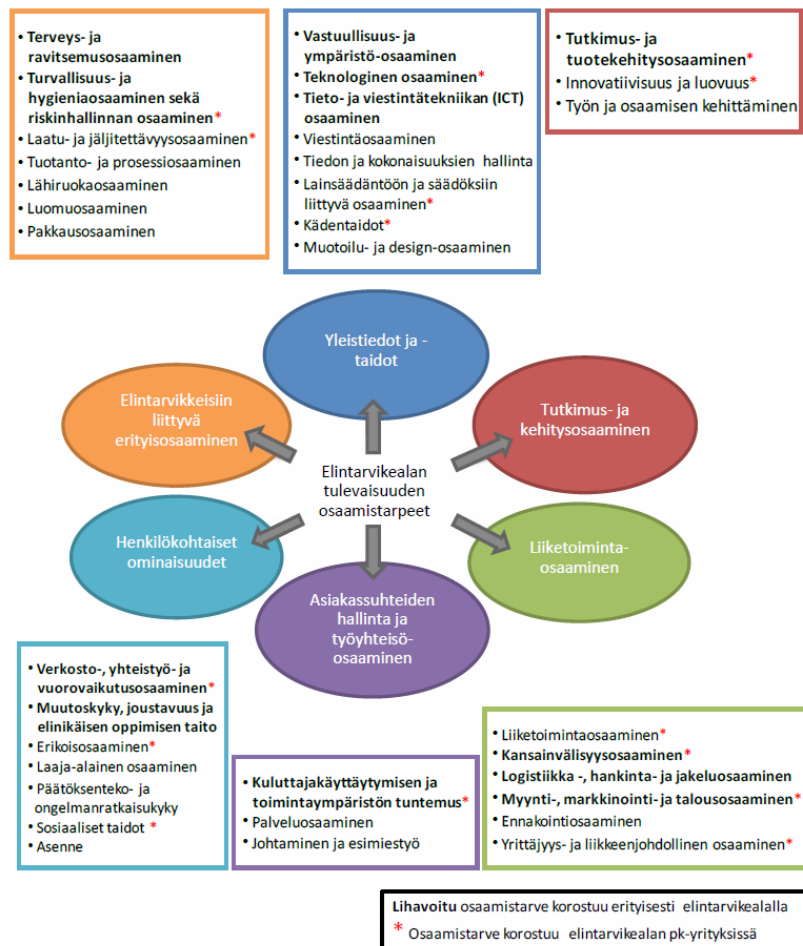 • Terveys- ja
ravitsemusosaaminen
• Turvallisuus- ja
hygieniaosaaminen sekä
riskinhallinnan osaaminen*
• Laatu- ja jäljitettävyysosaaminen*
• Tuotanto- ja prosessiosaaminen
• Lähiruokaosaaminen
• Luomuosaaminen
• Pakkausosaaminen
• Vastuullisuus- ja
ympäristö-osaaminen
• Teknologinen osaaminen*
• Tieto- ja viestintätekniikan (ICT)
osaaminen
• Viestintäosaaminen
• Tiedon ja kokonaisuuksien hallinta
• Lainsäädäntöön ja säädöksiin
liittyvä osaaminen*
• Kädentaidot*
• Muotoilu- ja design-osaaminen
• Tutkimus- ja
tuotekehitysosaaminen*
• Innovatiivisuus ja luovuus*
• Työn ja osaamisen kehittäminen
Yleistiedot ja -
taidot
Elintarvikkeisiin
liittyvä
erityisosaaminen
Tutkimus- ja
kehitysosaaminen
Elintarvikealan
tulevaisuuden
osaamistarpeet
Henkilökohtaiset
ominaisuudet
Liiketoiminta-
osaaminen
Asiakassuhteiden
hallinta ja
työyhteisö-
osaaminen
• Verkosto-, yhteistyö- ja
vuorovaikutusosaaminen*
• Muutoskyky, joustavuus ja
elinikäisen oppimisen taito
• Erikoisosaaminen*
• Laaja-alainen osaaminen
• Päätöksenteko- ja
ongelmanratkaisukyky
• Sosiaaliset taidot *
• Asenne
• Kuluttajakäyttäytymisen ja
toimintaympäristön tuntemus*
• Palveluosaaminen
• Johtaminen ja esimiestyö
• Liiketoimintaosaaminen*
• Kansainvälisyysosaaminen*
• Logistiikka -, hankinta- ja jakeluosaaminen
• Myynti-, markkinointi- ja talousosaaminen*
• Ennakointiosaaminen
• Yrittäjyys- ja liikkeenjohdollinen osaaminen*
Lihavoitu osaamistarve korostuu erityisesti elintarvikealalla
* Osaamistarve korostuu elintarvikealan pk-yrityksissä